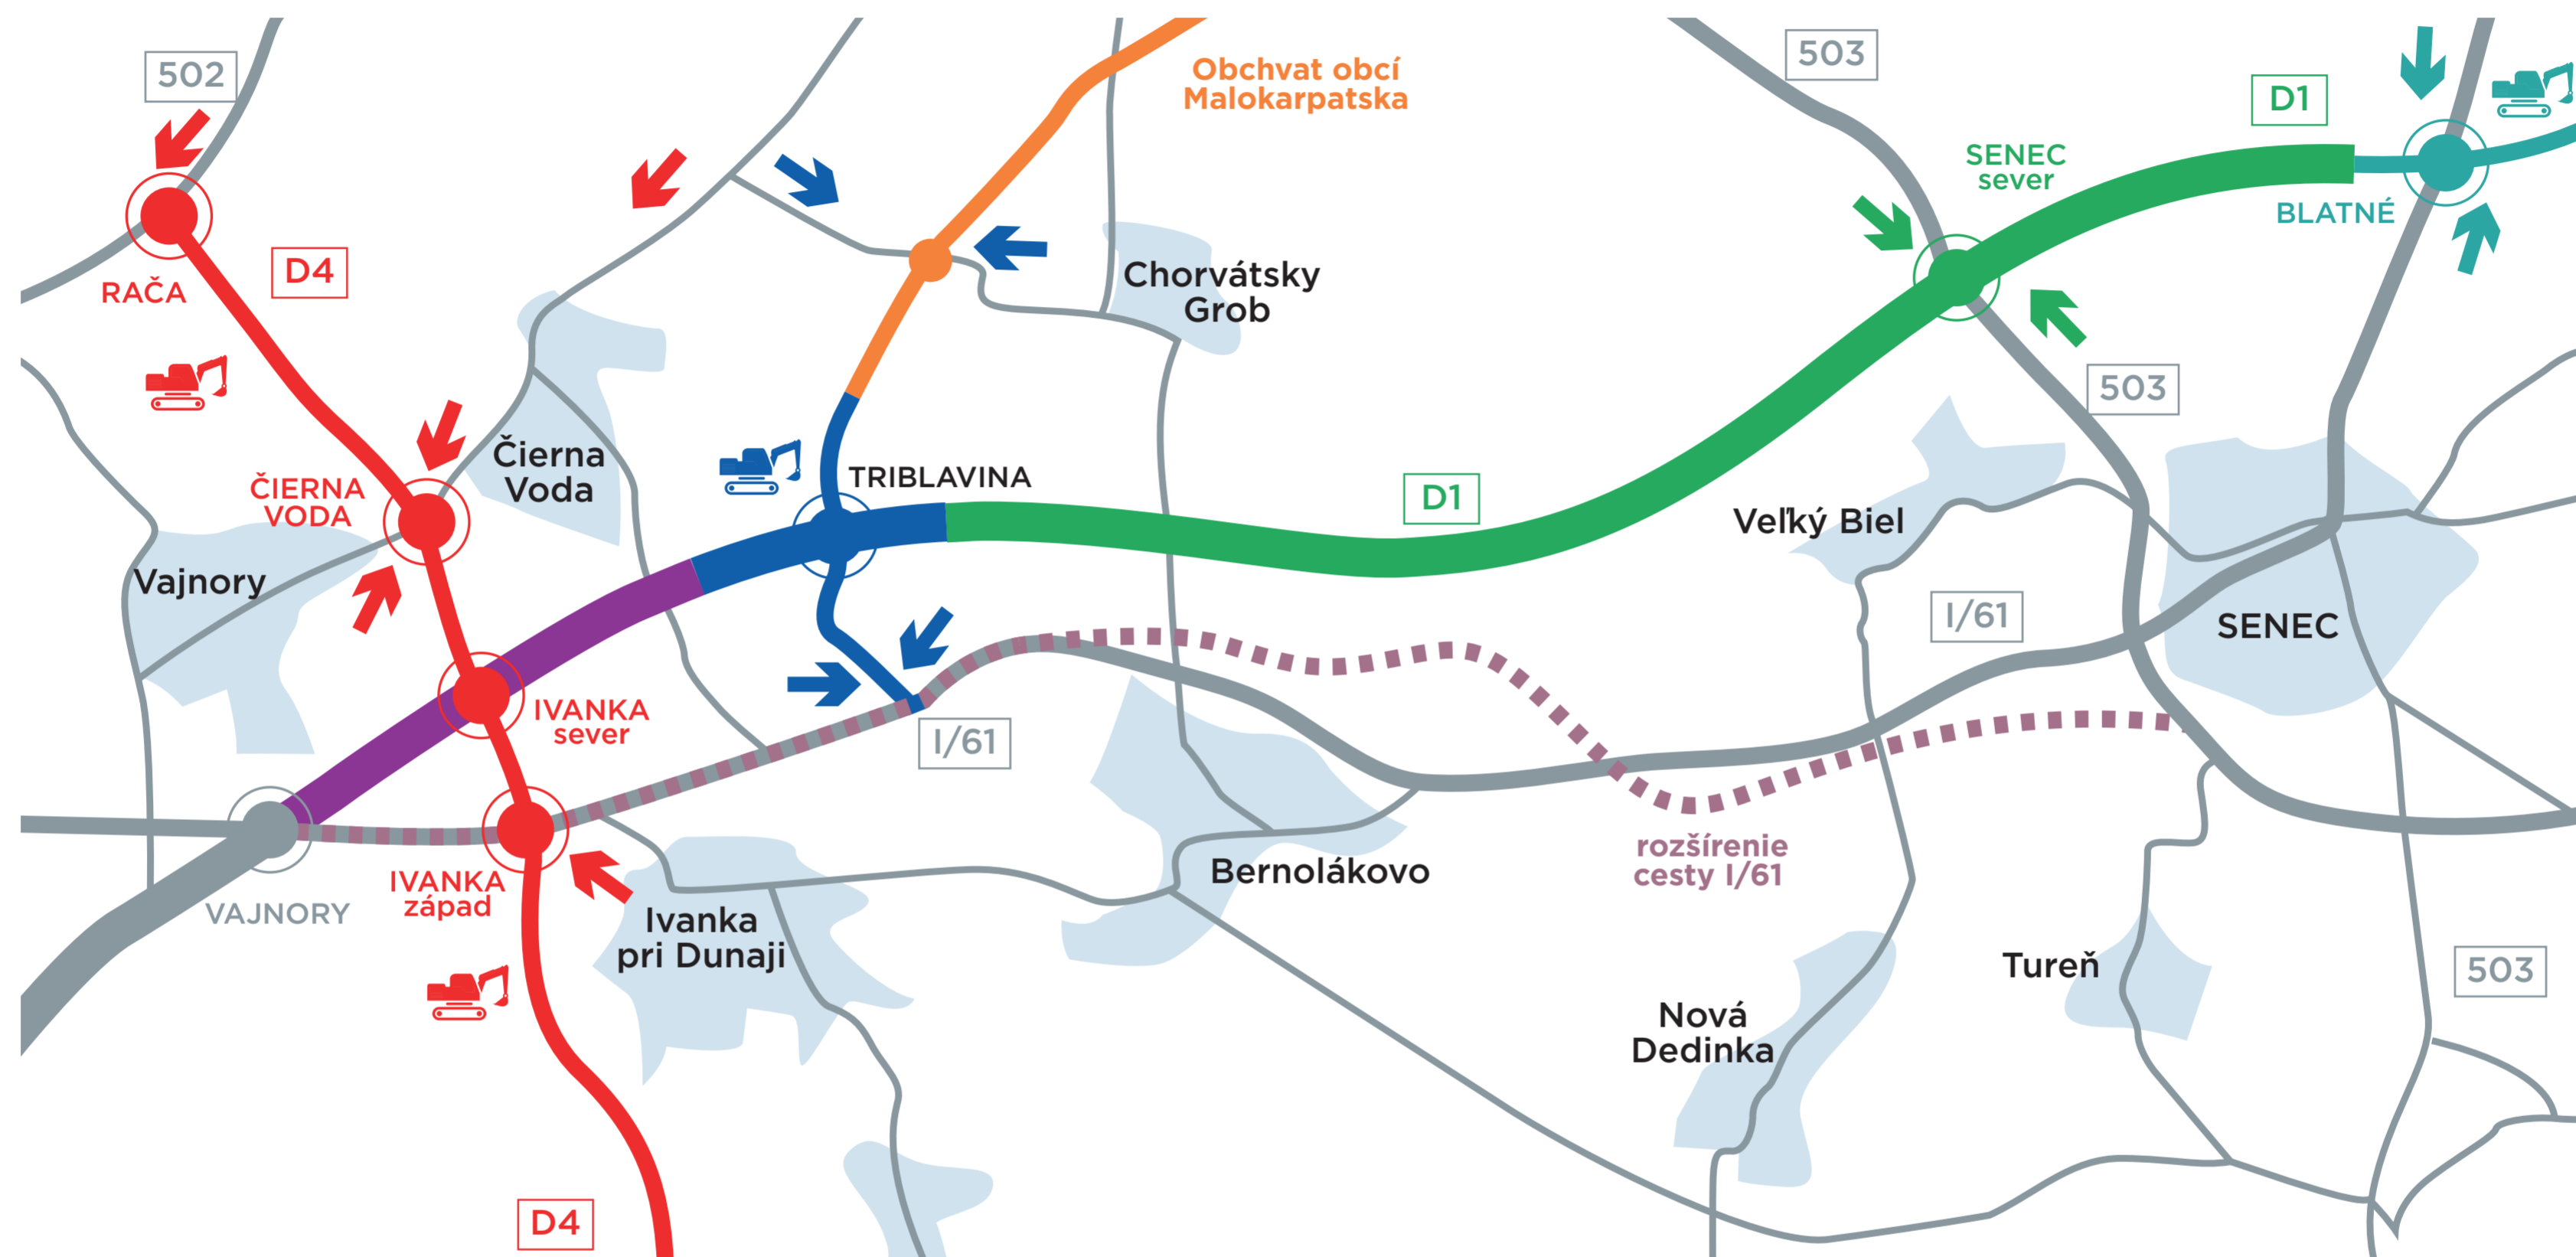 502
Obchvat obcí
Malokarpatska
503
D1
SENEC
sever
BLATNÉ
D4
RAČA
Chorvátsky
Grob
503
Čierna
Voda
TRIBLAVINA
ČIERNA
VODA
D1
Veľký Biel
Vajnory
I/61
SENEC
IVANKA
sever
I/61
rozšírenie
cesty I/61
Bernolákovo
IVANKA
západ
VAJNORY
Ivanka
pri Dunaji
Tureň
503
Nová
Dedinka
D4